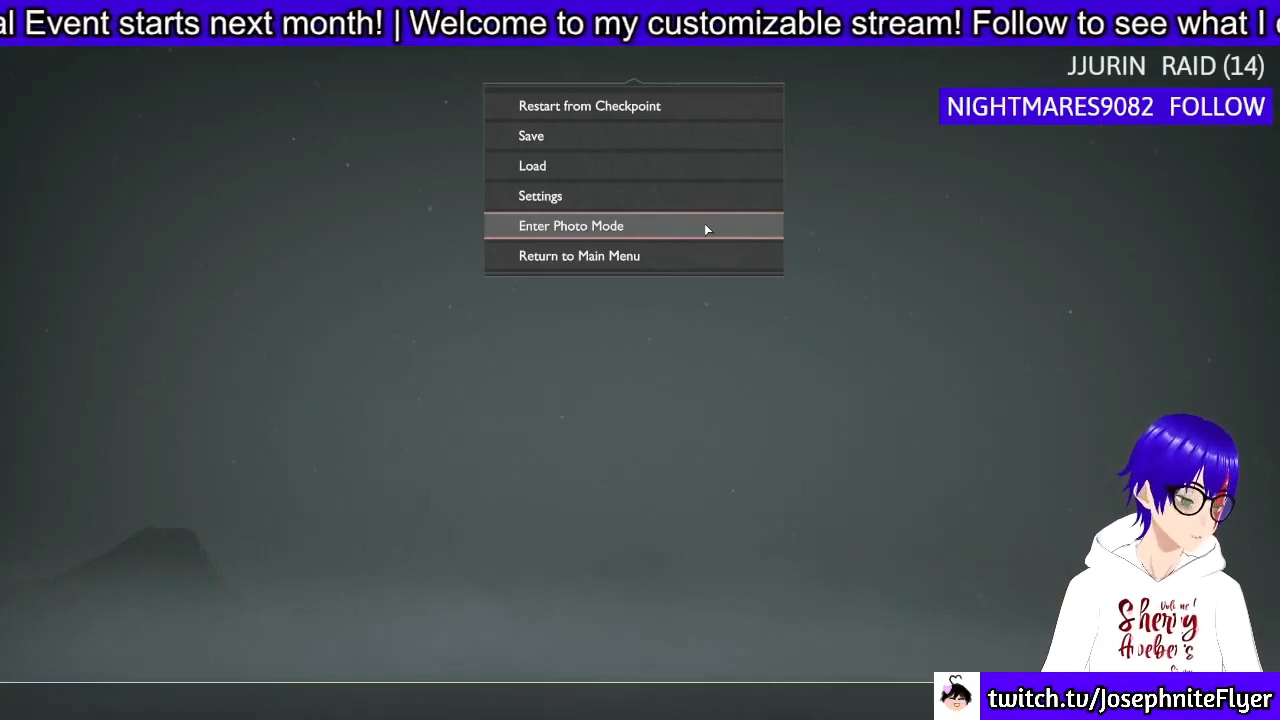 al Event starts next month! | Welcome to my customizable stream! Follow to see what I
JJURIN RAID (14)
NIGHTMARES9082 FOLLOW
Restart from Checkpoint
Save
Load
Settings
Enter Photo Mode
Return to Main Menu
Sherry
twitch.tv/JosephniteFlyer